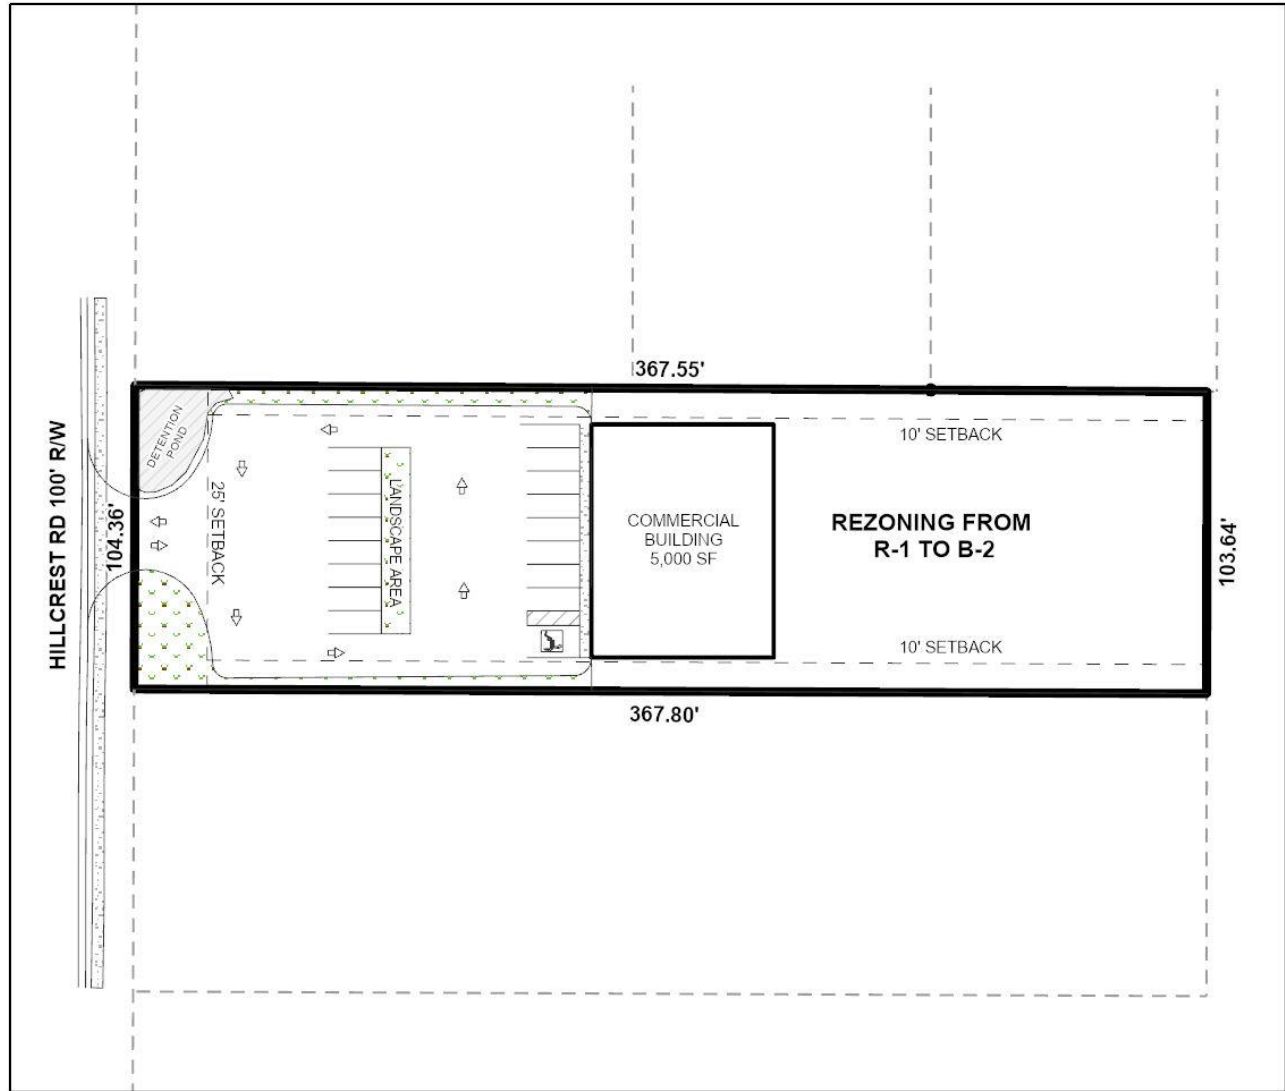 367.55'
HILLCREST RD 100' R/W
104.36'
DETENTION
POND
25' SETBACK
LANDSCAPE AREA
COMMERCIAL
BUILDING
5,000 SF
10' SETBACK
REZONING FROM
R-1 TO B-2
10' SETBACK
103.64'
367.80'